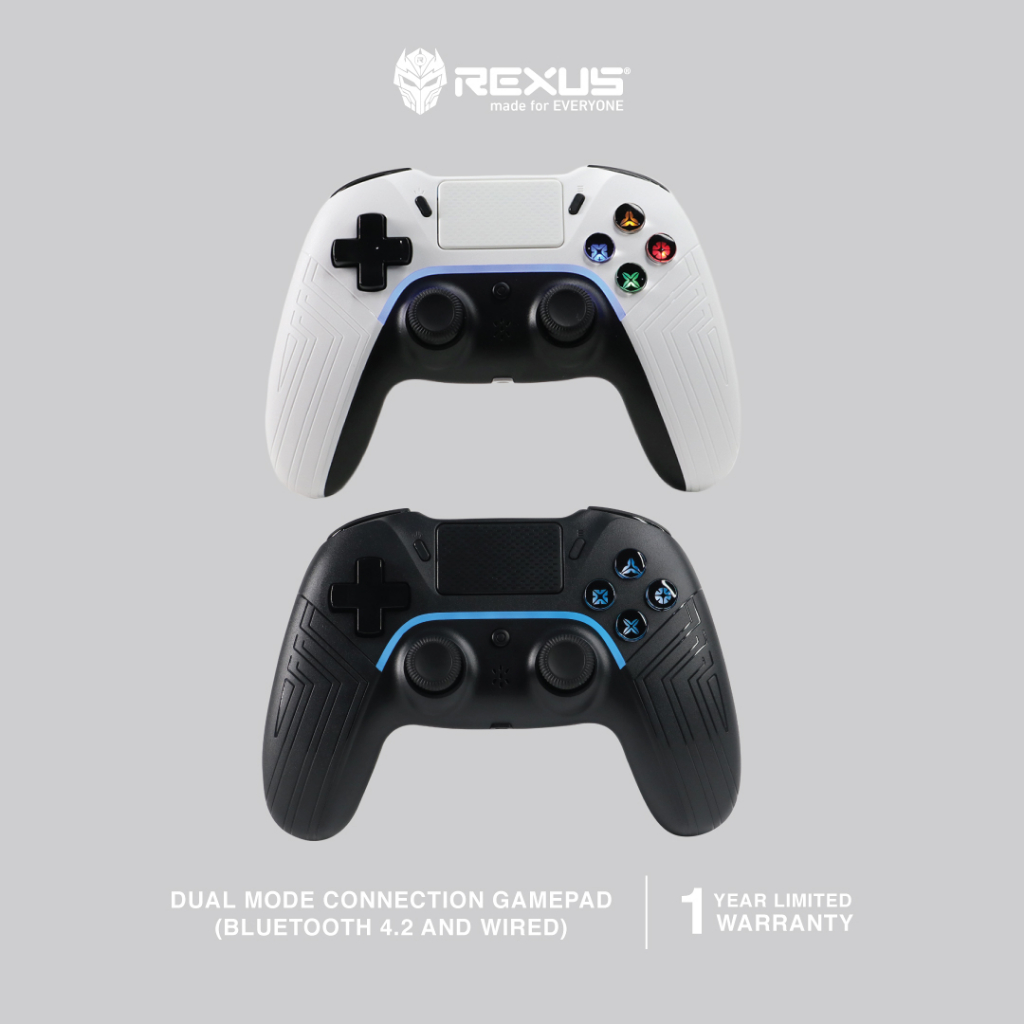 REXUS®
made for EVERYONE
DUAL MODE CONNECTION GAMEPAD
(BLUETOOTH 4.2 AND WIRED)
1 YEAR LIMITED
WARRANTY